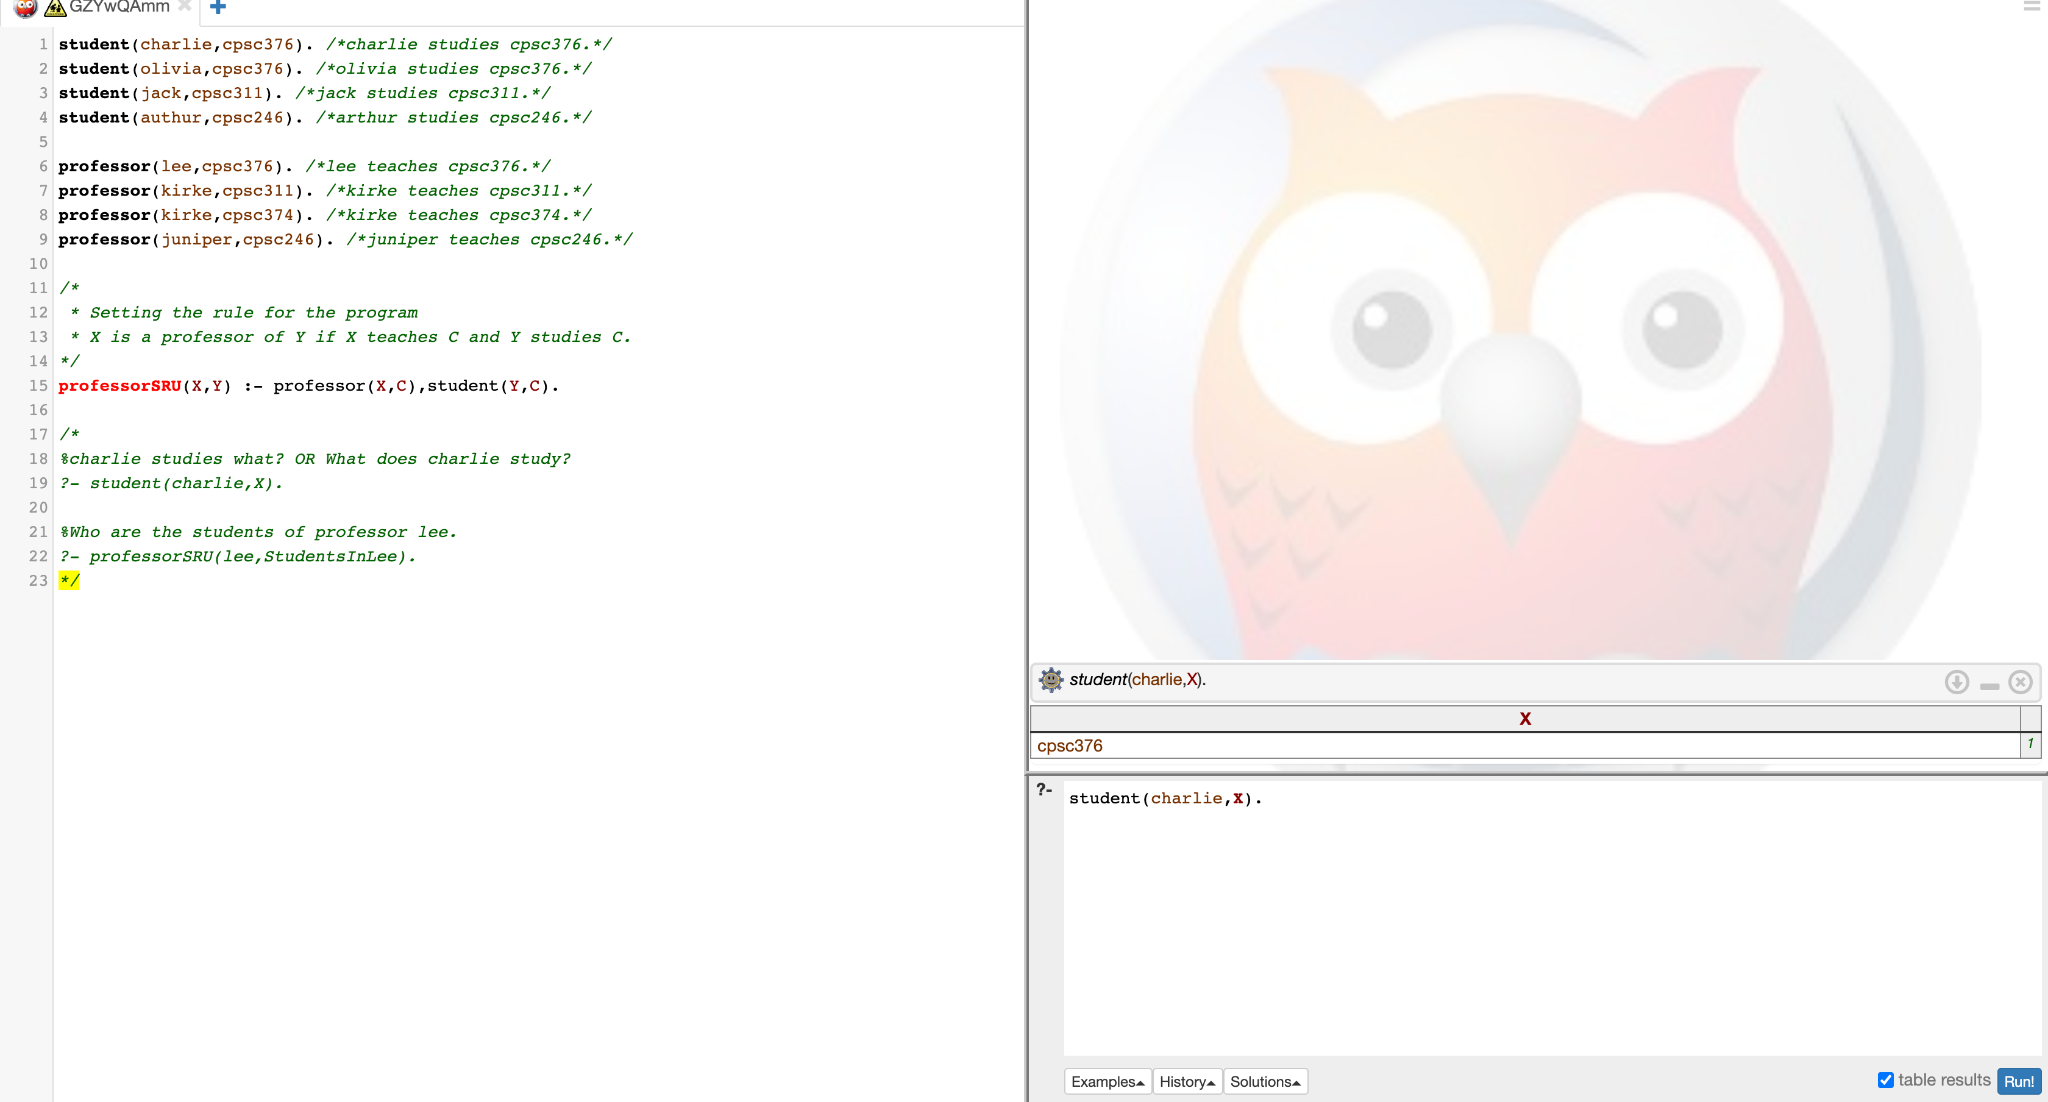 GZYwQAmm
1 student(charlie,cpsc376). /*charlie studies cpsc376.*/
2 student(olivia,cpsc376). /*olivia studies cpsc376.*/
3 student(jack,cpsc311). /*jack studies cpsc311.*/
4 student(authur,cpsc246). /*arthur studies cpsc246.*/
5
6 professor(lee,cpsc376). /*lee teaches cpsc376.*/
7 professor(kirke,cpsc311). /*kirke teaches cpsc311.*/
8 professor(kirke,cpsc374). /*kirke teaches cpsc374.*/
9 professor(juniper,cpsc246). /*juniper teaches cpsc246.*/
10
11 /*
12 * Setting the rule for the program
13 * X is a professor of Y if X teaches C and Y studies C.
14 */
15 professorSRU(X,Y) :- professor(X,C),student(Y,C).
16
17 /*
18 %charlie studies what? OR What does charlie study?
19 ?- student(charlie,X).
20
21 %Who are the students of professor lee.
22 ?- professorSRU(lee,StudentsInLee).
23 */
student(charlie,X).
X
cpsc376 1
?- student(charlie,X).
Examples History Solutions table results Run!